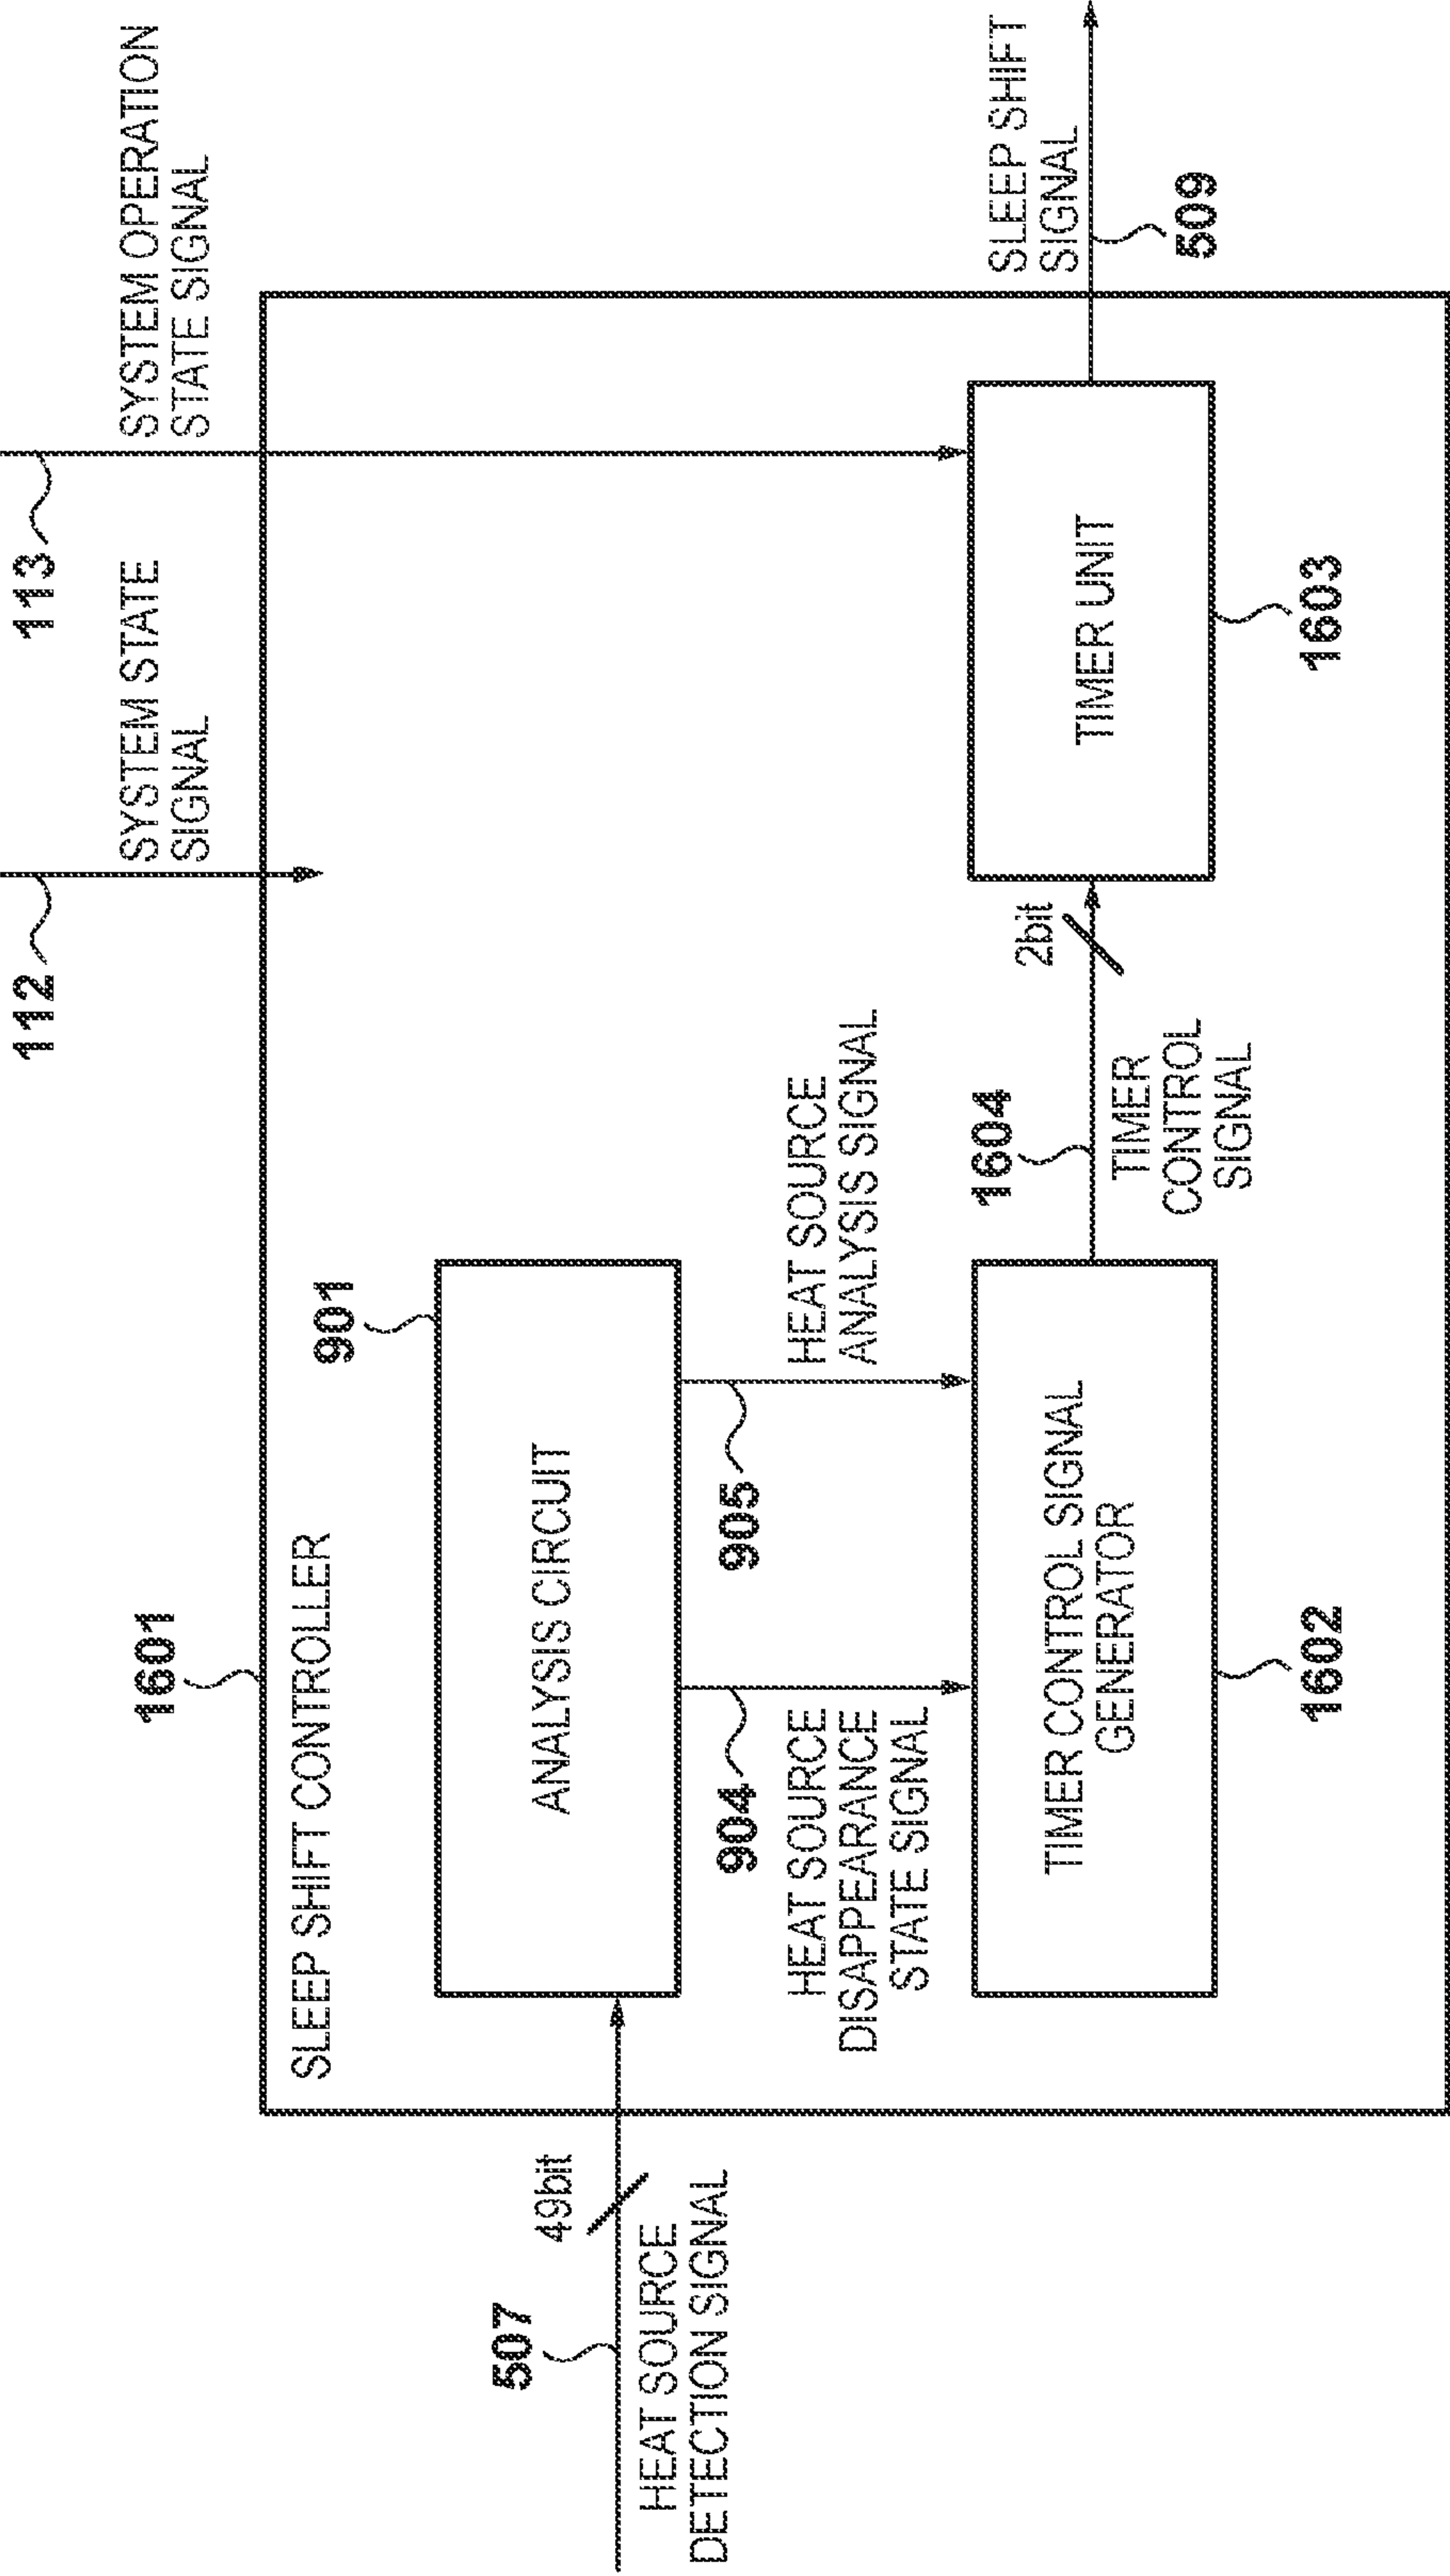 112
SYSTEM STATE
SIGNAL
113
SYSTEM OPERATION
STATE SIGNAL
1601
SLEEP SHIFT CONTROLLER
901
ANALYSIS CIRCUIT
507
49bit
HEAT SOURCE
DETECTION SIGNAL
904
HEAT SOURCE
DISAPPEARANCE
STATE SIGNAL
905
HEAT SOURCE
ANALYSIS SIGNAL
TIMER CONTROL SIGNAL
GENERATOR
1602
1604
2bit
TIMER
CONTROL
SIGNAL
TIMER UNIT
1603
SLEEP SHIFT
SIGNAL
509